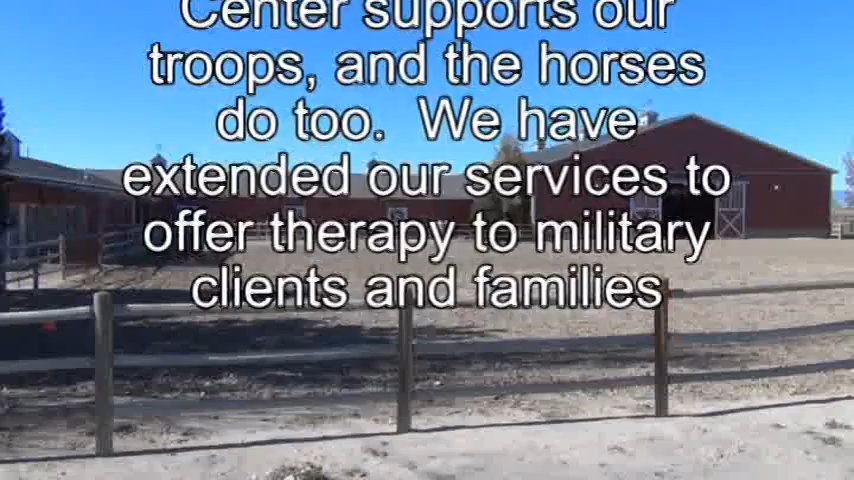 Center supports our
troops, and the horses
do too. We have
extended our services to
offer therapy to military
clients and families